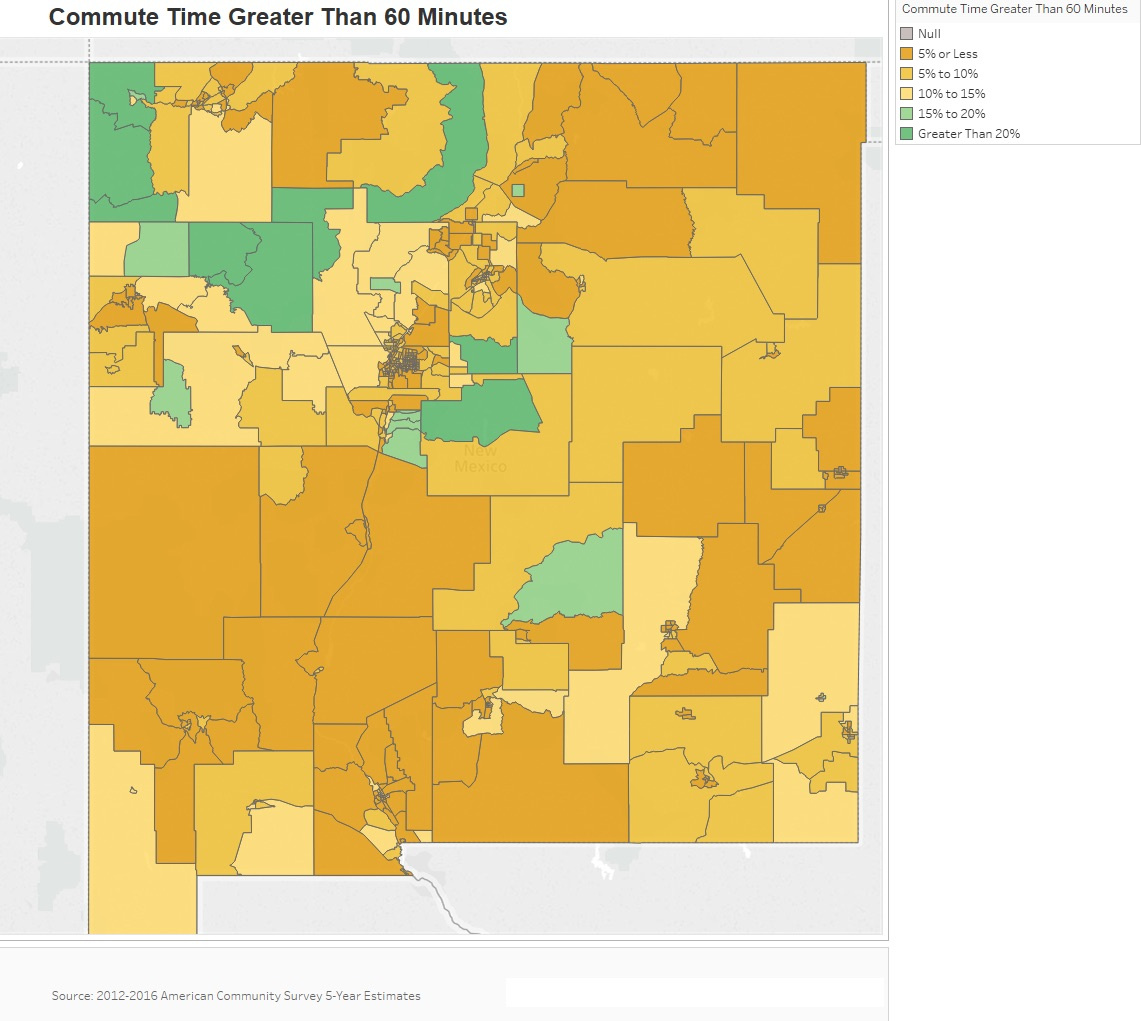 Commute Time Greater Than 60 Minutes
Commute Time Greater Than 60 Minutes
Null
5% or Less
5% to 10%
10% to 15%
15% to 20%
Greater Than 20%
New
Mexico
Source: 2012-2016 American Community Survey 5-Year Estimates